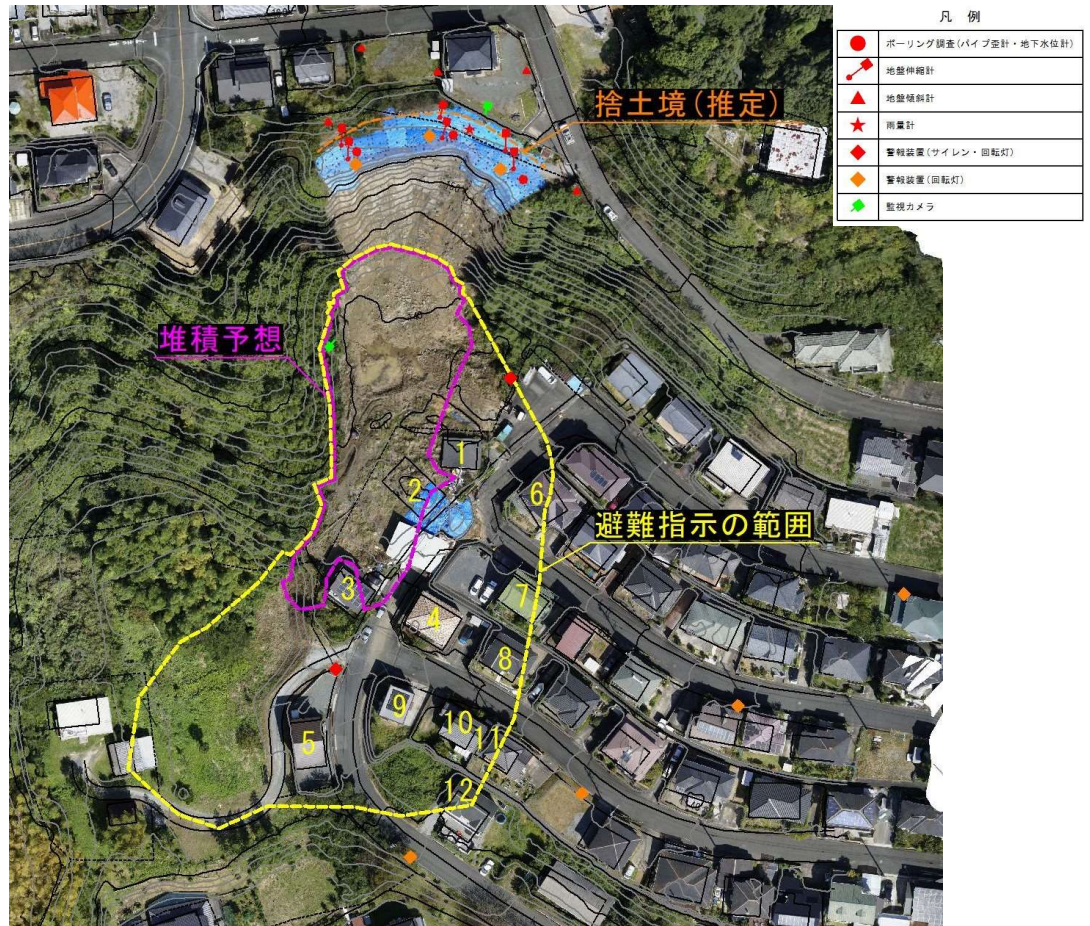 凡 例
ボーリング調査(パイプ歪計・地下水位計)
地盤伸縮計
地盤傾斜計
雨量計
警報装置(サイレン・回転灯)
警報装置(回転灯)
監視カメラ
捨土境(推定)
堆積予想
避難指示の範囲
1
2
6
3
7
4
8
9
5
10
11
12